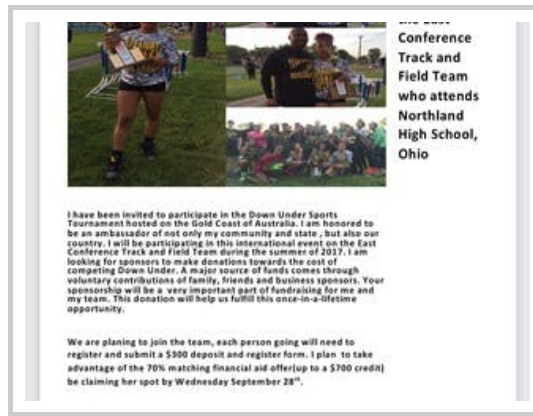 the East
Conference
Track and
Field Team
who attends
Northland
High School,
Ohio
I have been invited to participate in the Down Under Sports
Tournament hosted on the Gold Coast of Australia. I am honored to
be an ambassador of not only my community and state , but also our
country. I will be participating in this international event on the East
Conference Track and Field Team during the summer of 2017. I am
looking for sponsors to make donations towards the cost of
competing Down Under. A major source of funds comes through
voluntary contributions of family, friends and business sponsors. Your
sponsorship will be a very important part of fundraising for me and
my team. This donation will help us fulfill this once-in-a-lifetime
opportunity.
We are planing to join the team, each person going will need to
register and submit a $300 deposit and register form. I plan to take
advantage of the 70% matching financial aid offer(up to a $700 credit)
be claiming her spot by Wednesday September 28th.